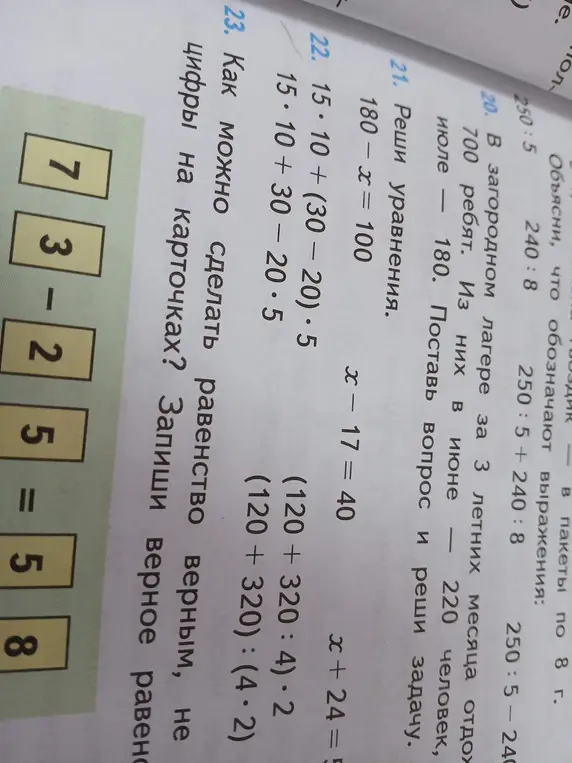 Объясни, что обозначают выражения:
в пакеты по 8 г.
250 : 5 240 : 8 250 : 5 + 240 : 8 250 : 5 – 240
20. В загородном лагере за 3 летних месяца
700 ребят. Из них в июне — 220 человек,
июле — 180. Поставь вопрос и реши задачу.
21. Реши уравнения.
180 – x = 100 x – 17 = 40 x + 24 =
22. 15 · 10 + (30 – 20) · 5 (120 + 320 : 4) · 2
15 · 10 + 30 – 20 · 5 (120 + 320) : (4 · 2)
23. Как можно сделать равенство верным, не
цифры на карточках? Запиши верное
7 3 – 2 5 = 5 8